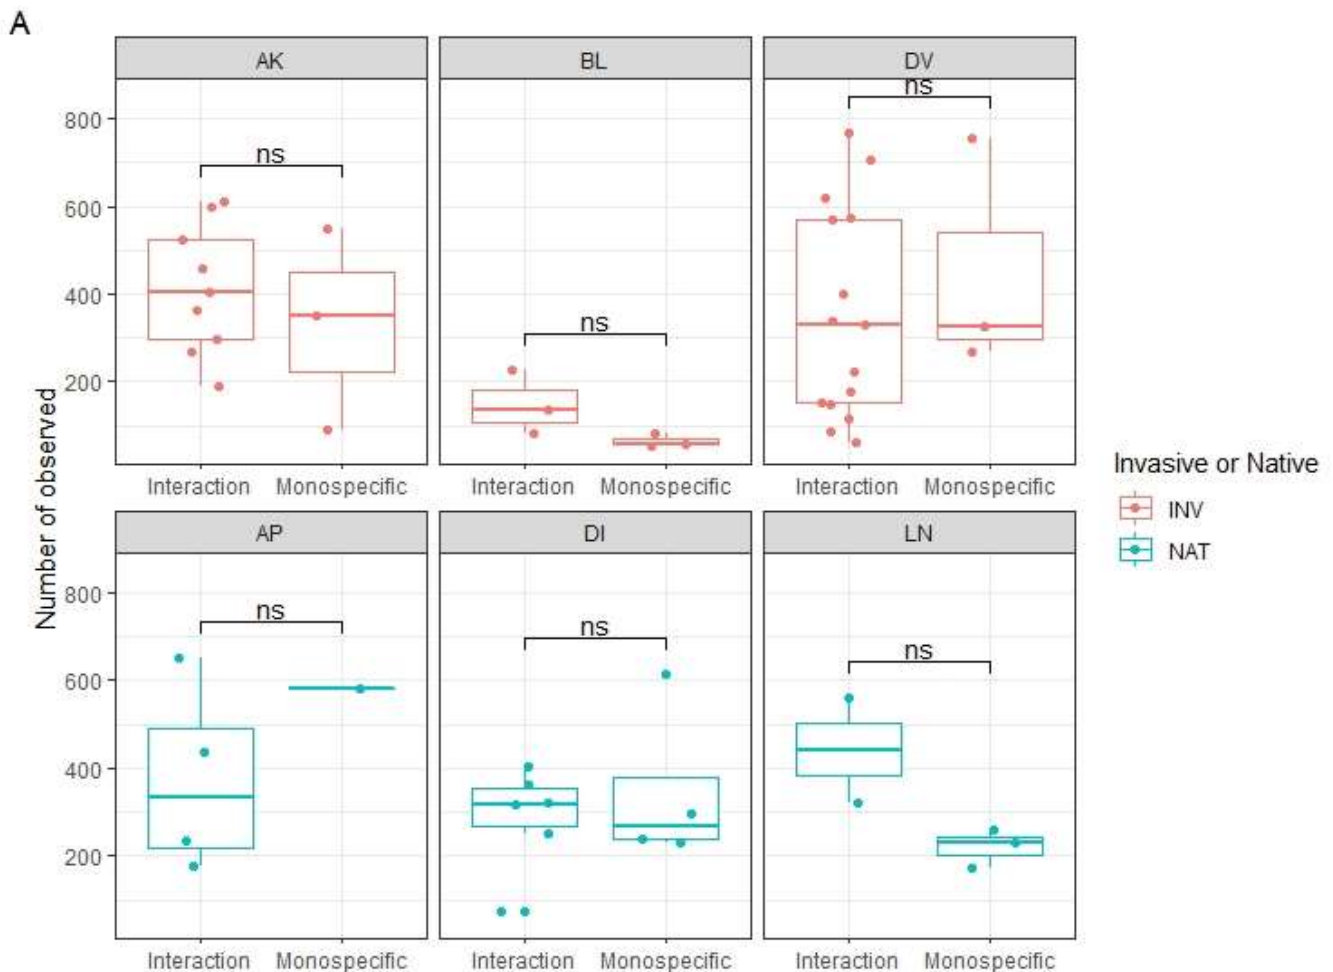 A
AK BL DV
ns ns ns
800
600
400
200
Interaction Monospecific Interaction Monospecific Interaction Monospecific
AP DI LN
ns ns ns
800
600
400
200
Interaction Monospecific Interaction Monospecific Interaction Monospecific
Number of observed
Invasive or Native
INV
NAT